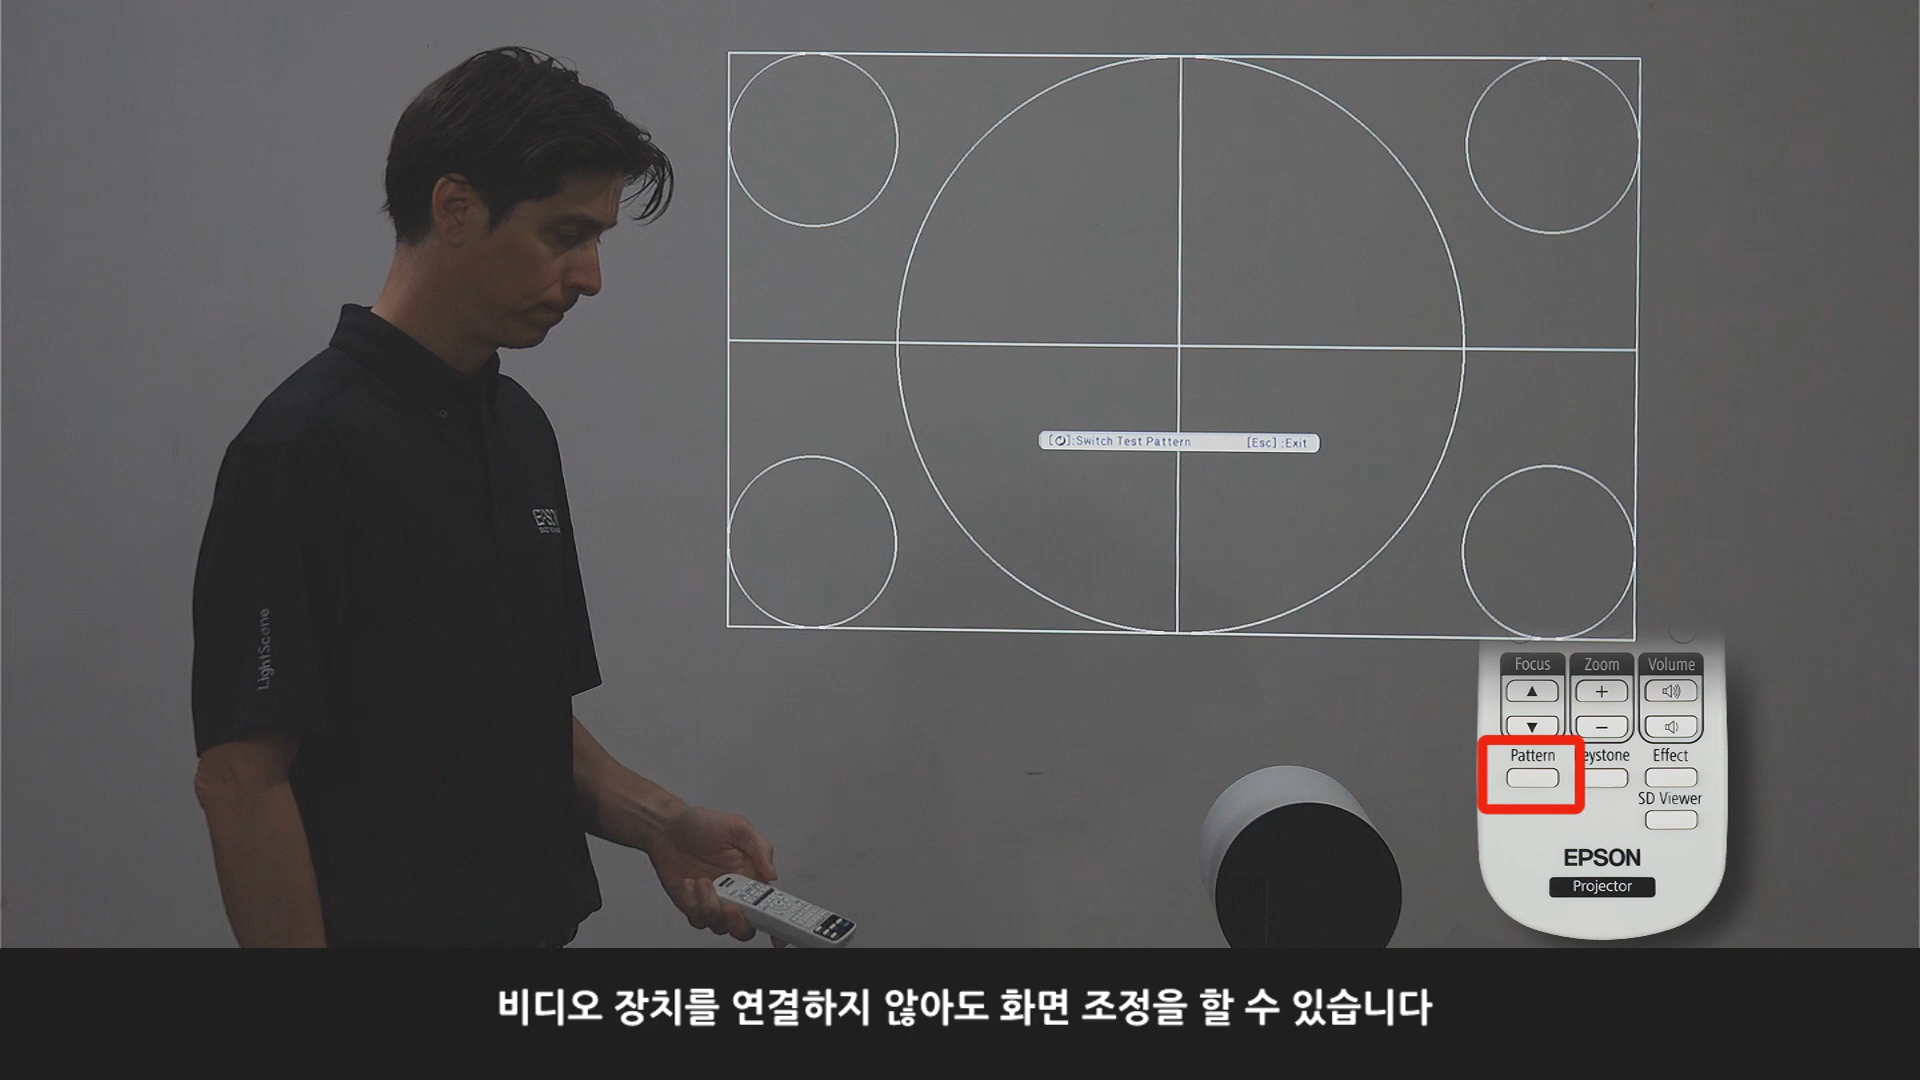 [ ]:Switch Test Pattern [Esc] :Exit
EPSON
LightScene
Focus Zoom Volume
Pattern eystone Effect
SD Viewer
EPSON
Projector
비디오 장치를 연결하지 않아도 화면 조정을 할 수 있습니다